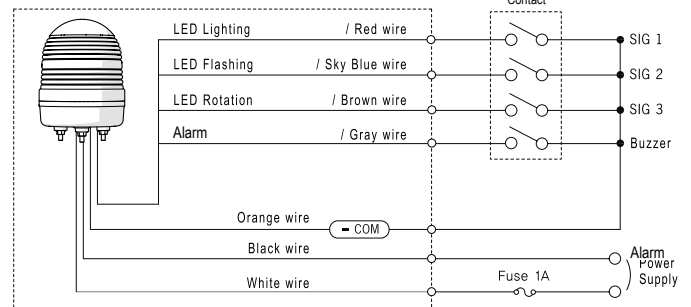 Contact
LED Lighting / Red wire SIG 1
LED Flashing / Sky Blue wire SIG 2
LED Rotation / Brown wire SIG 3
Alarm / Gray wire Buzzer
Orange wire - COM
Black wire Alarm
Power
White wire Fuse 1A Supply